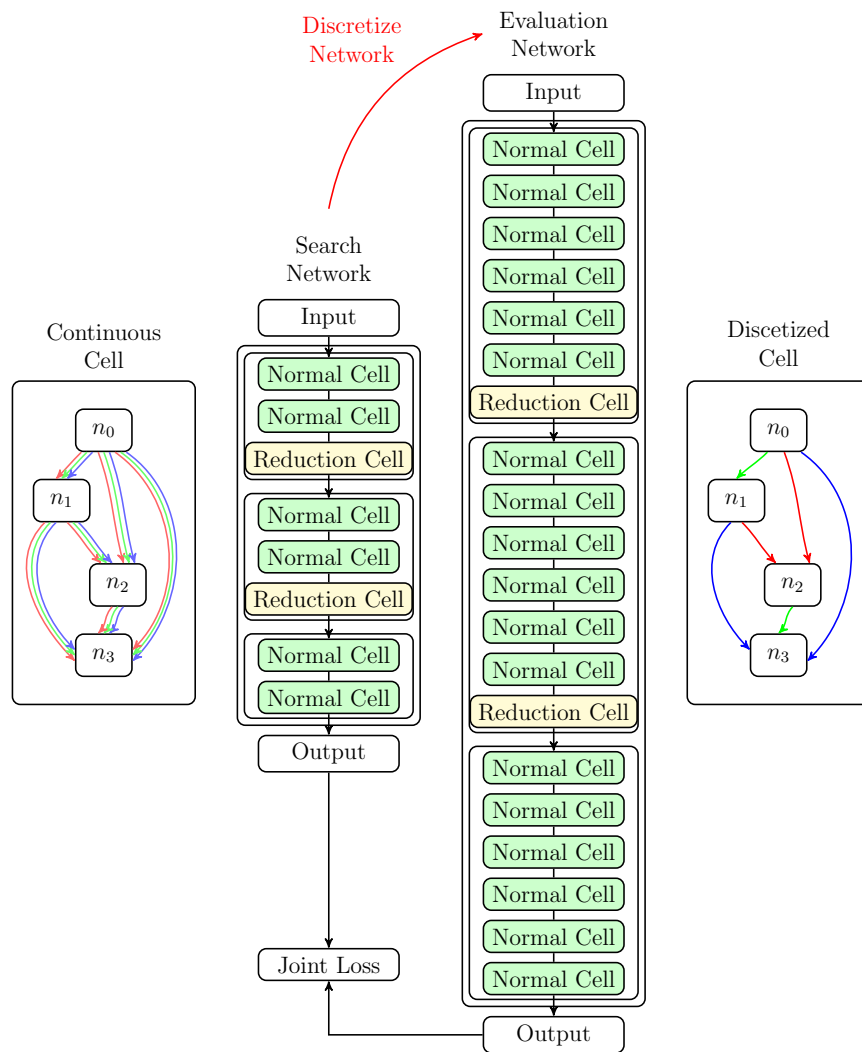 Discretize
Network
Evaluation
Network
Input
Normal Cell
Normal Cell
Normal Cell
Normal Cell
Normal Cell
Normal Cell
Reduction Cell
Normal Cell
Normal Cell
Normal Cell
Normal Cell
Normal Cell
Normal Cell
Reduction Cell
Normal Cell
Normal Cell
Normal Cell
Normal Cell
Normal Cell
Normal Cell
Output
Search
Network
Input
Normal Cell
Normal Cell
Reduction Cell
Normal Cell
Normal Cell
Reduction Cell
Normal Cell
Normal Cell
Output
Joint Loss
Continuous
Cell
n0
n1
n2
n3
Discetized
Cell
n0
n1
n2
n3